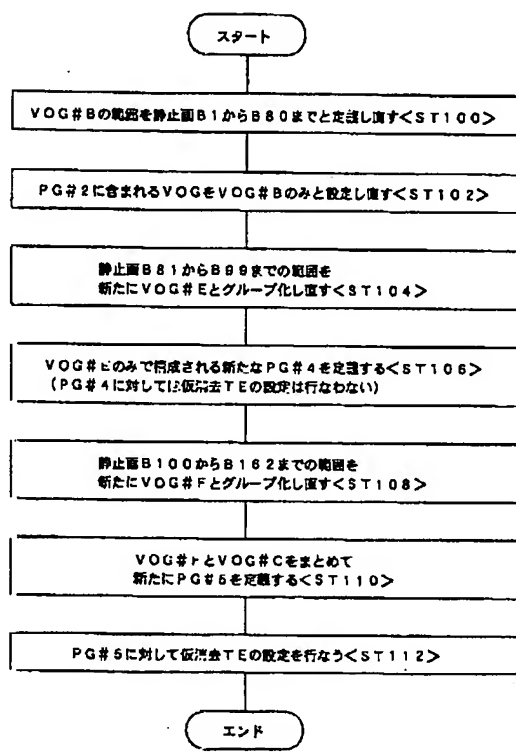 スタート
VOG#Bの範囲を静止画B1からB80までと定義し直す<ST100>
PG#2に含まれるVOGをVOG#Bのみと設定し直す<ST102>
静止画B81からB99までの範囲を
新たにVOG#Eとグループ化し直す<ST104>
VOG#Eのみで構成される新たなPG#4を定義する<ST106>
(PG#4に対しては仮消去TEの設定は行なわない)
静止画B100からB162までの範囲を
新たにVOG#Fとグループ化し直す<ST108>
VOG#FとVOG#Cをまとめて
新たにPG#5を定義する<ST110>
PG#5に対して仮消去TEの設定を行なう<ST112>
エンド